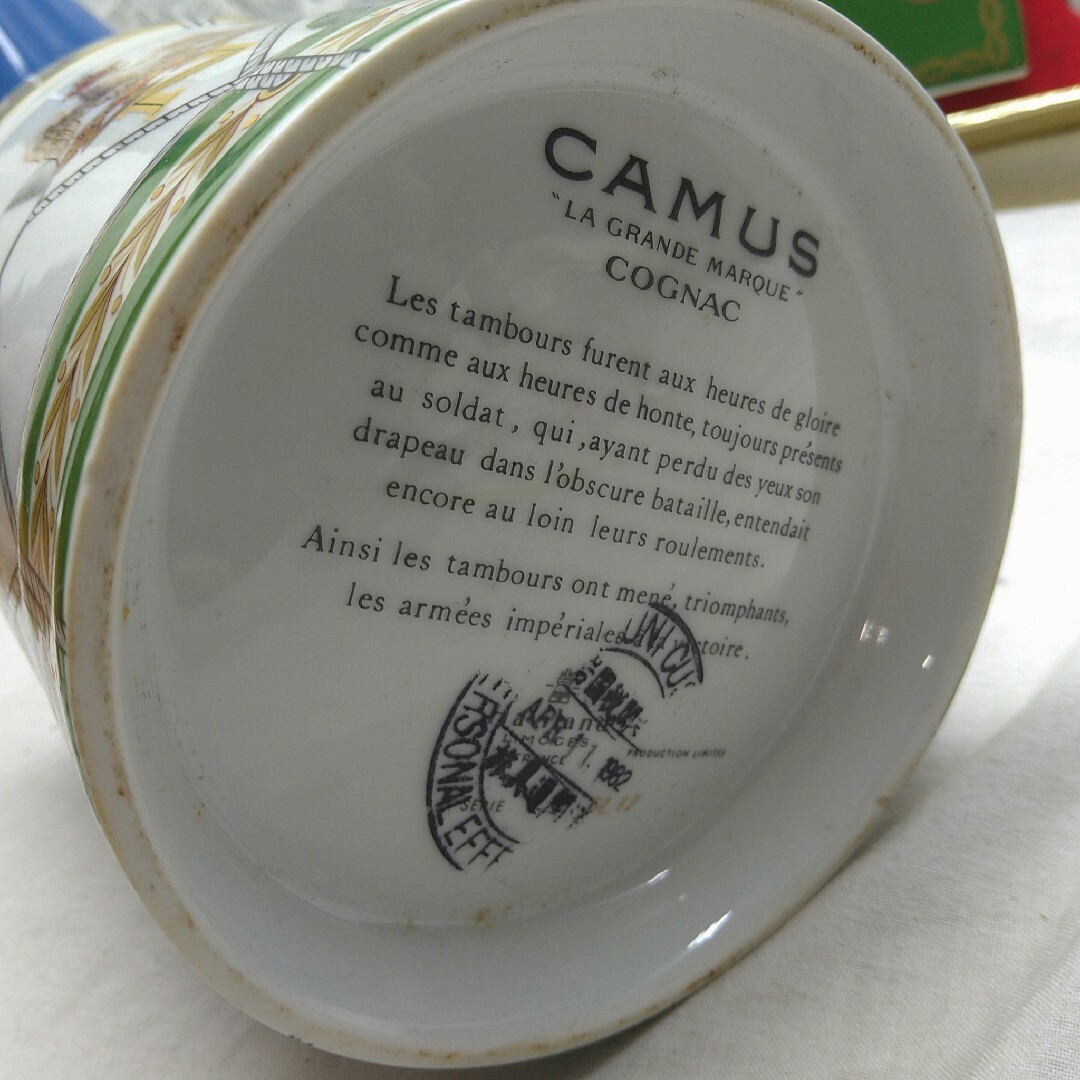 CAMUS
"LA GRANDE MARQUE"
COGNAC
Les tambours furent aux heures de gloire
comme aux heures de honte, toujours présents
au soldat, qui, ayant perdu des yeux son
drapeau dans l'obscure bataille, entendait
encore au loin leurs roulements.
Ainsi les tambours ont mené, triomphants,
les armées impériales
LIMOGES
PRODUCTION LIMITÉE
SÉRIE
1982